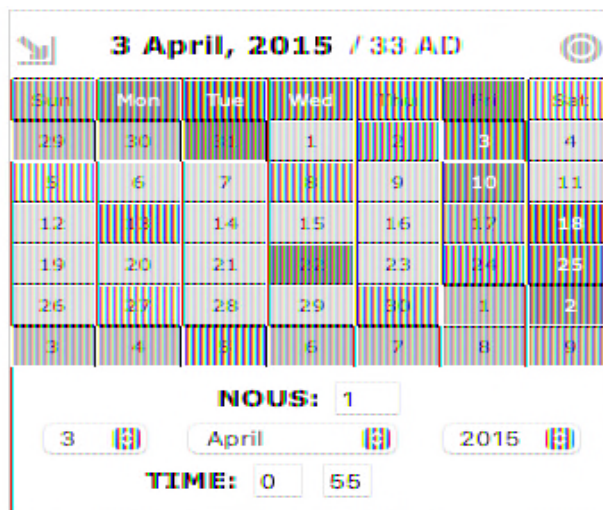 3 April, 2015 / 33 AD
Sun Mon Tue Wed Thu Fri Sat
29 30 31 1 2 3 4
5 6 7 8 9 10 11
12 13 14 15 16 17 18
19 20 21 22 23 24 25
26 27 28 29 30 1 2
3 4 5 6 7 8 9
NOUS: 1
3 April 2015
TIME: 0 55